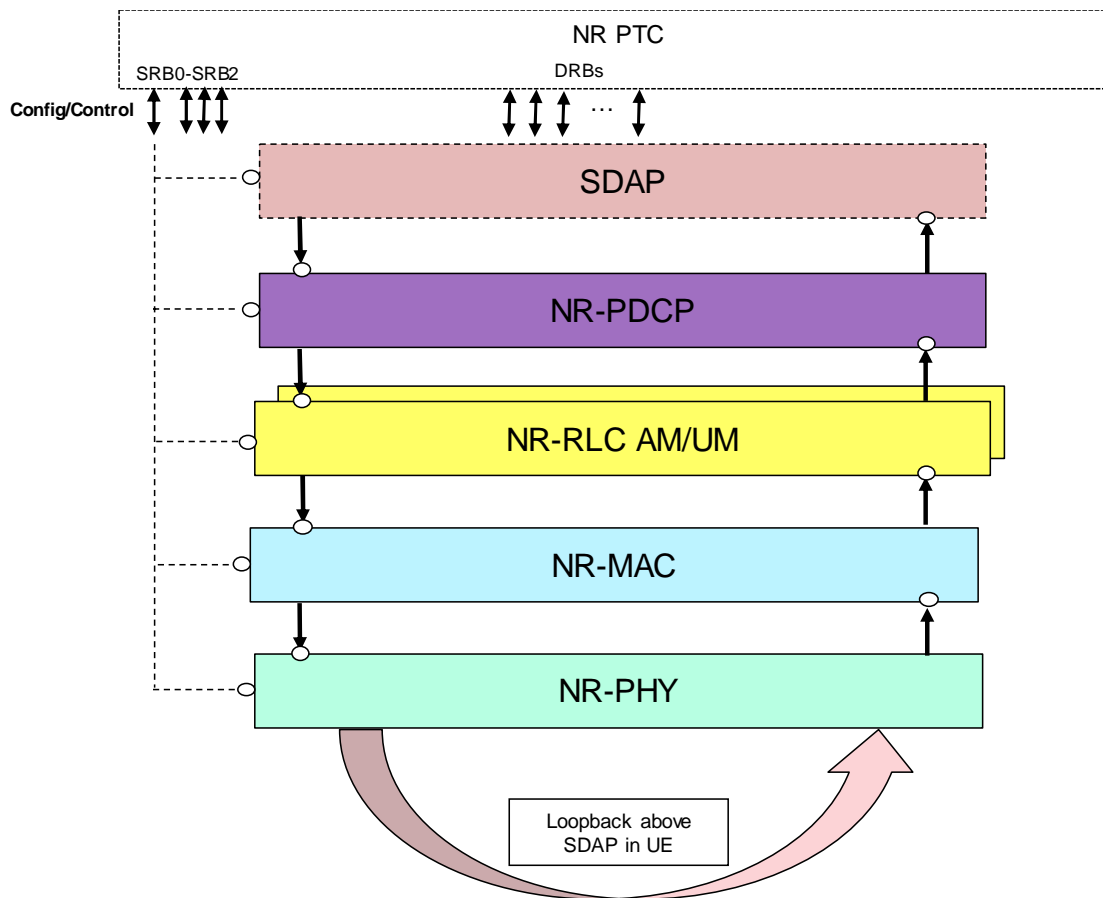 NR PTC
SRB0-SRB2
DRBs
Config/Control
...
SDAP
NR-PDCP
NR-RLC AM/UM
NR-MAC
NR-PHY
Loopback above
SDAP in UE